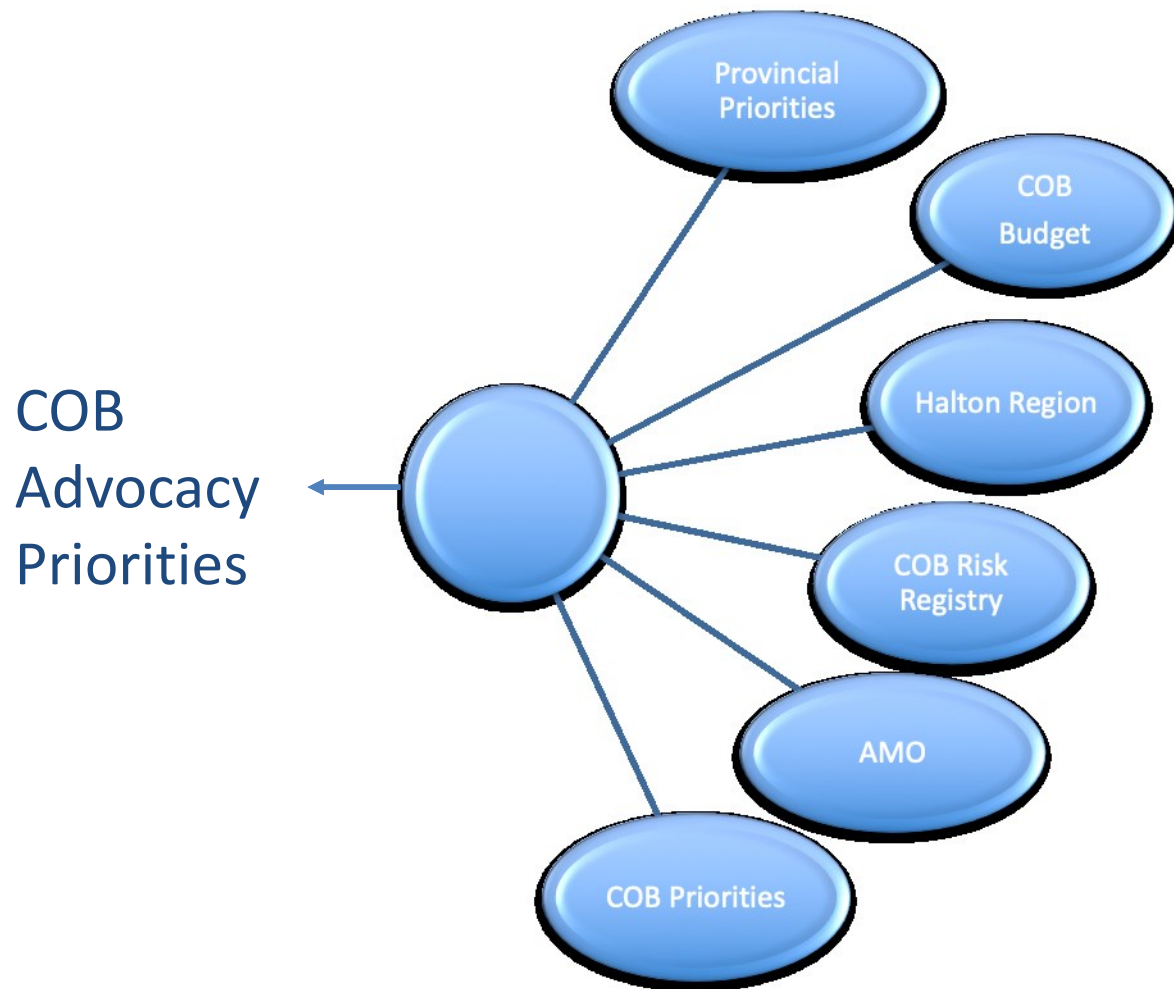 Provincial
Priorities
COB
Budget
Halton Region
COB
Advocacy
Priorities
COB Risk
Registry
AMO
COB Priorities